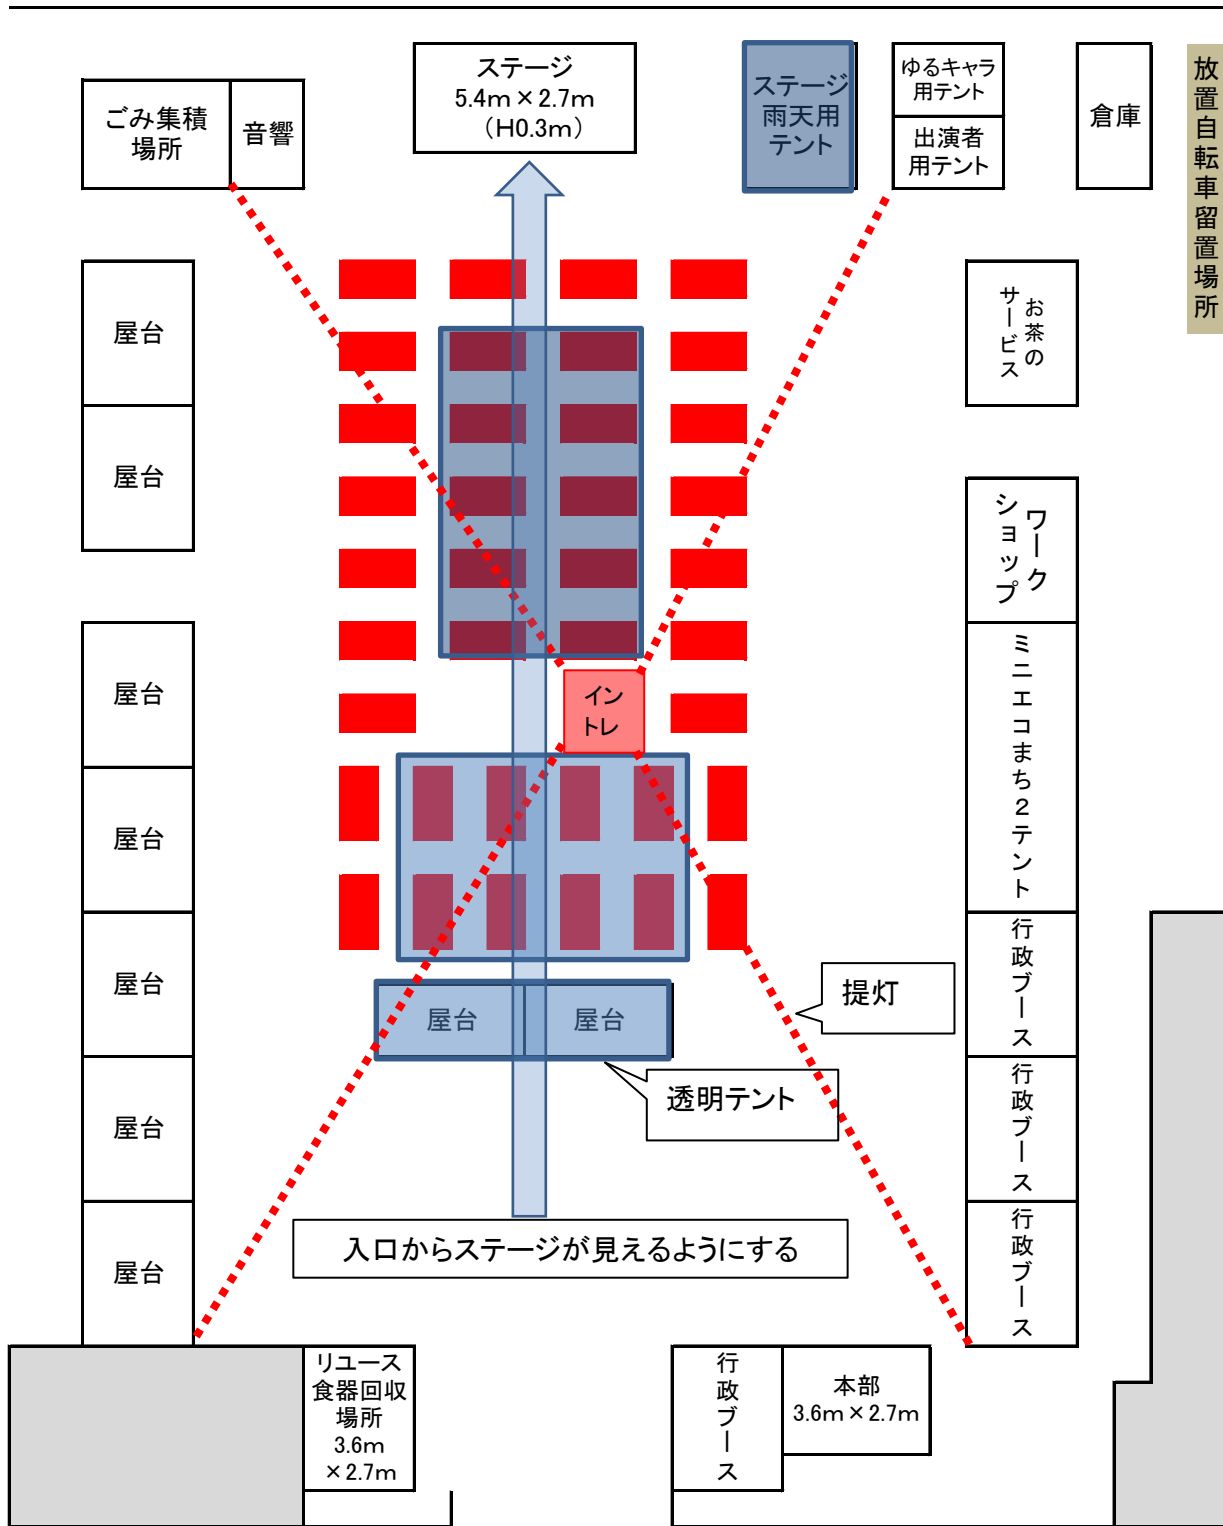 ステージ
5.4m×2.7m
(H0.3m)
ステージ
雨天用
テント
ゆるキャラ
用テント
出演者
用テント
倉庫
放置自転車留置場所
ごみ集積
場所
音響
屋台
屋台
お茶の
サービス
ワーク
ショップ
屋台
イン
トレ
ミニエコまち2テント
屋台
屋台
屋台
屋台
提灯
行政ブース
透明テント
屋台
行政ブース
入口からステージが見えるようにする
屋台
行政ブース
リユース
食器回収
場所
3.6m
×2.7m
行政ブース
本部
3.6m×2.7m